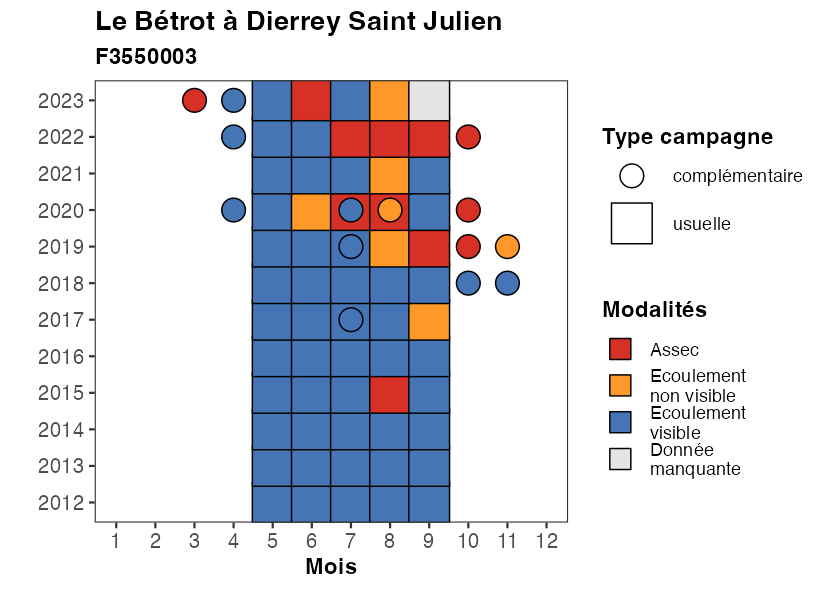 Le Bétrot à Dierrey Saint Julien
F3550003
2023
2022
2021
2020
2019
2018
2017
2016
2015
2014
2013
2012
1 2 3 4 5 6 7 8 9 10 11 12
Mois
Type campagne
complémentaire
usuelle
Modalités
Assec
Ecoulement
non visible
Ecoulement
visible
Donnée
manquante